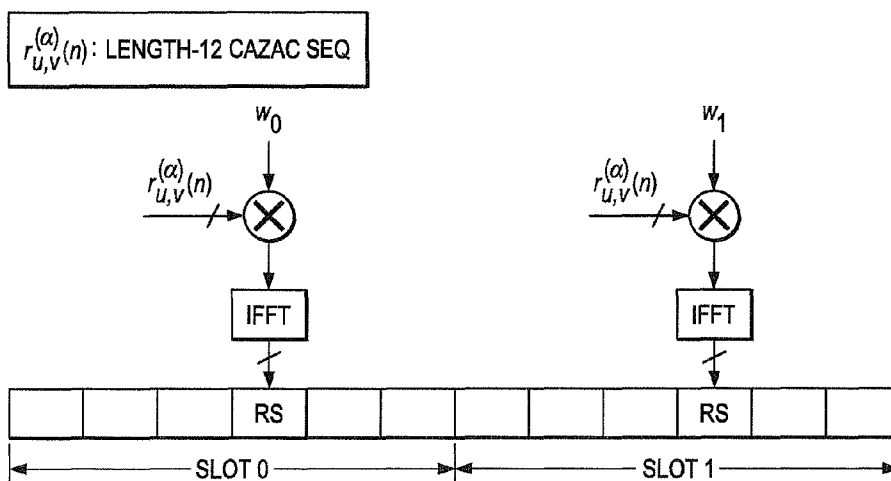 r_{u,v}^{(α)}(n): LENGTH-12 CAZAC SEQ
w_0 w_1
r_{u,v}^{(α)}(n) r_{u,v}^{(α)}(n)
IFFT IFFT
RS RS
SLOT 0 SLOT 1